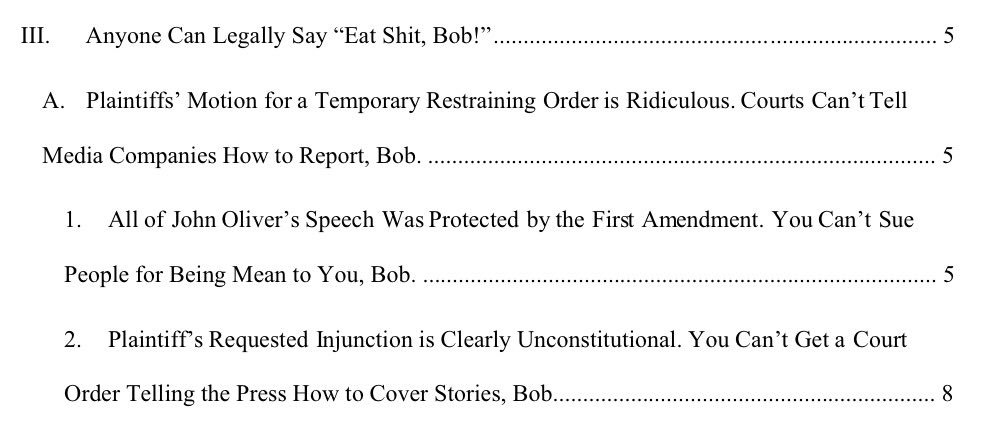 III. Anyone Can Legally Say “Eat Shit, Bob!”........................................................................... 5
A. Plaintiffs’ Motion for a Temporary Restraining Order is Ridiculous. Courts Can’t Tell
Media Companies How to Report, Bob. ..................................................................................... 5
1. All of John Oliver’s Speech Was Protected by the First Amendment. You Can’t Sue
People for Being Mean to You, Bob. ...................................................................................... 5
2. Plaintiff’s Requested Injunction is Clearly Unconstitutional. You Can’t Get a Court
Order Telling the Press How to Cover Stories, Bob................................................................ 8